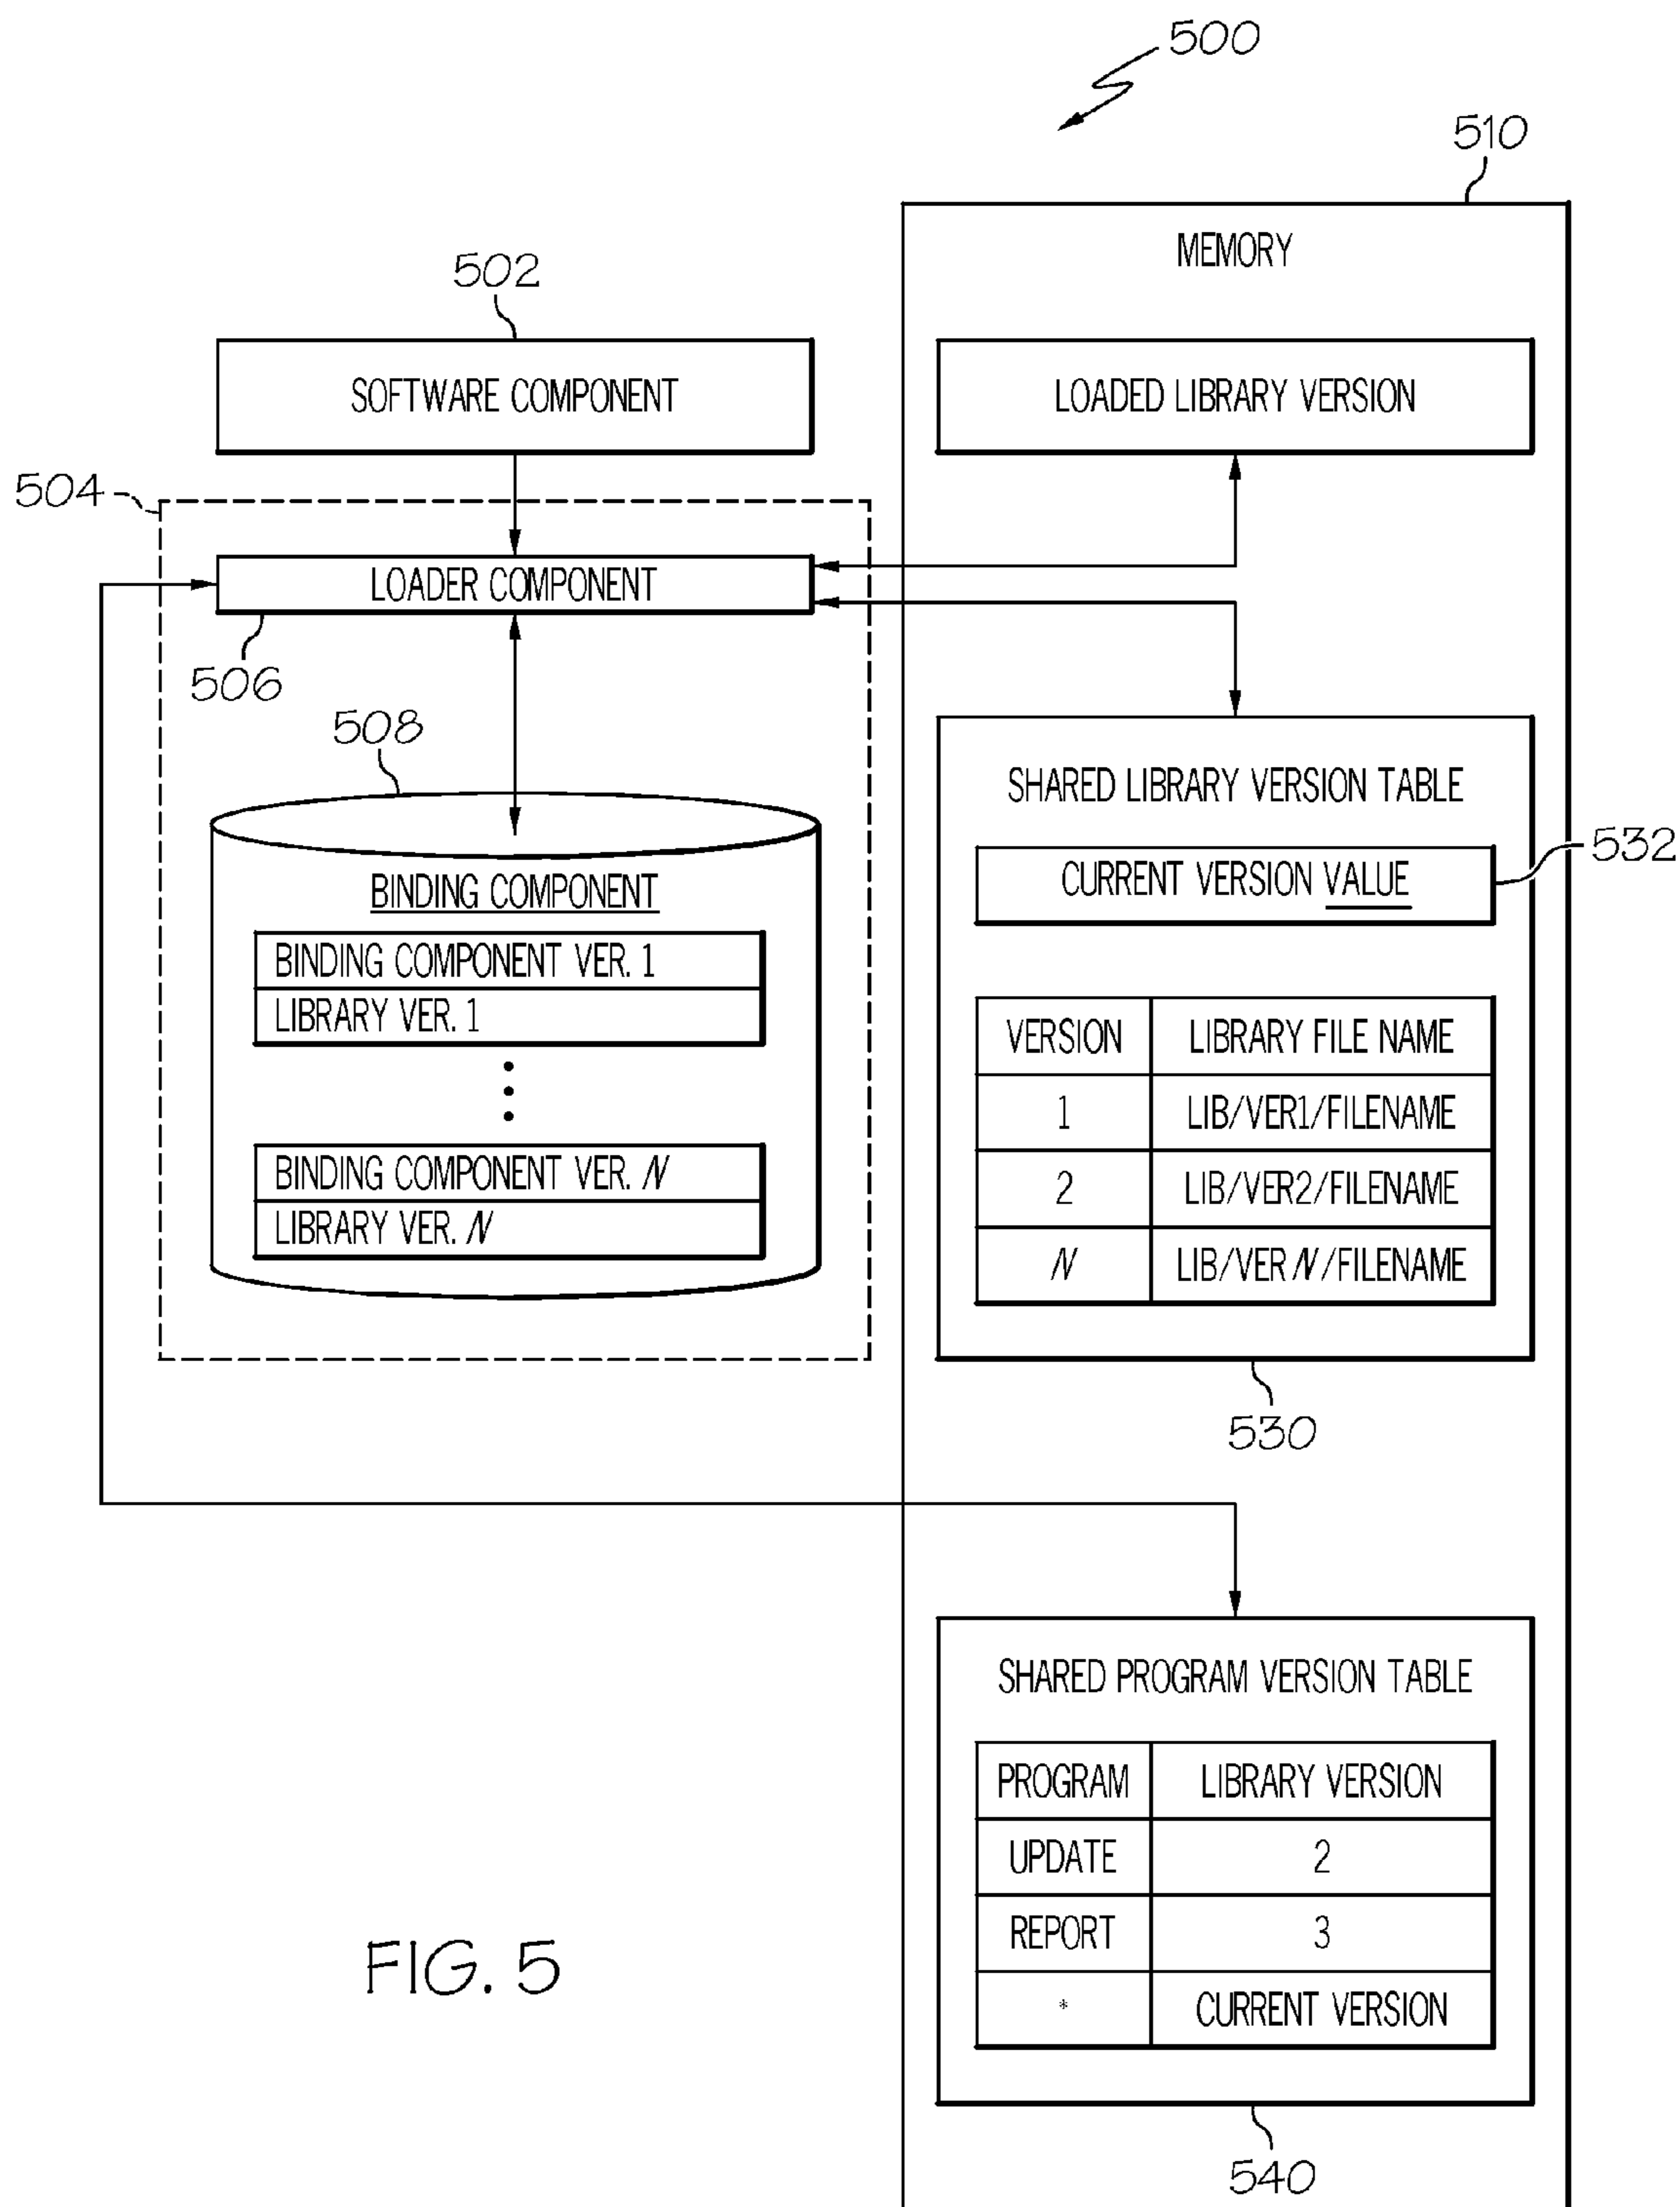 500
510
MEMORY
502
SOFTWARE COMPONENT
LOADED LIBRARY VERSION
504
LOADER COMPONENT
506
508
BINDING COMPONENT
BINDING COMPONENT VER. 1
LIBRARY VER. 1
BINDING COMPONENT VER. N
LIBRARY VER. N
SHARED LIBRARY VERSION TABLE
532
CURRENT VERSION VALUE
VERSION LIBRARY FILE NAME
1 LIB/VER1/FILENAME
2 LIB/VER2/FILENAME
N LIB/VER N/FILENAME
530
SHARED PROGRAM VERSION TABLE
PROGRAM LIBRARY VERSION
UPDATE 2
REPORT 3
* CURRENT VERSION
540
FIG. 5